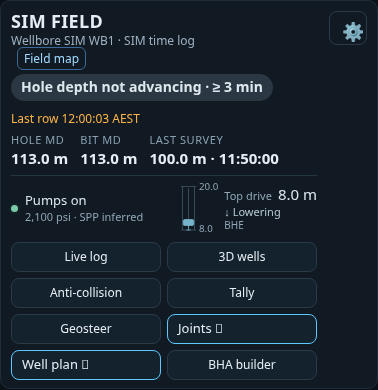 SIM FIELD
Wellbore SIM WB1 · SIM time log
Field map
Hole depth not advancing · ≥ 3 min
Last row 12:00:03 AEST
HOLE MD BIT MD LAST SURVEY
113.0 m 113.0 m 100.0 m · 11:50:00
Pumps on
2,100 psi · SPP inferred
20.0
8.0
Top drive 8.0 m
↓ Lowering
BHE
Live log 3D wells
Anti-collision Tally
Geosteer Joints
Well plan BHA builder